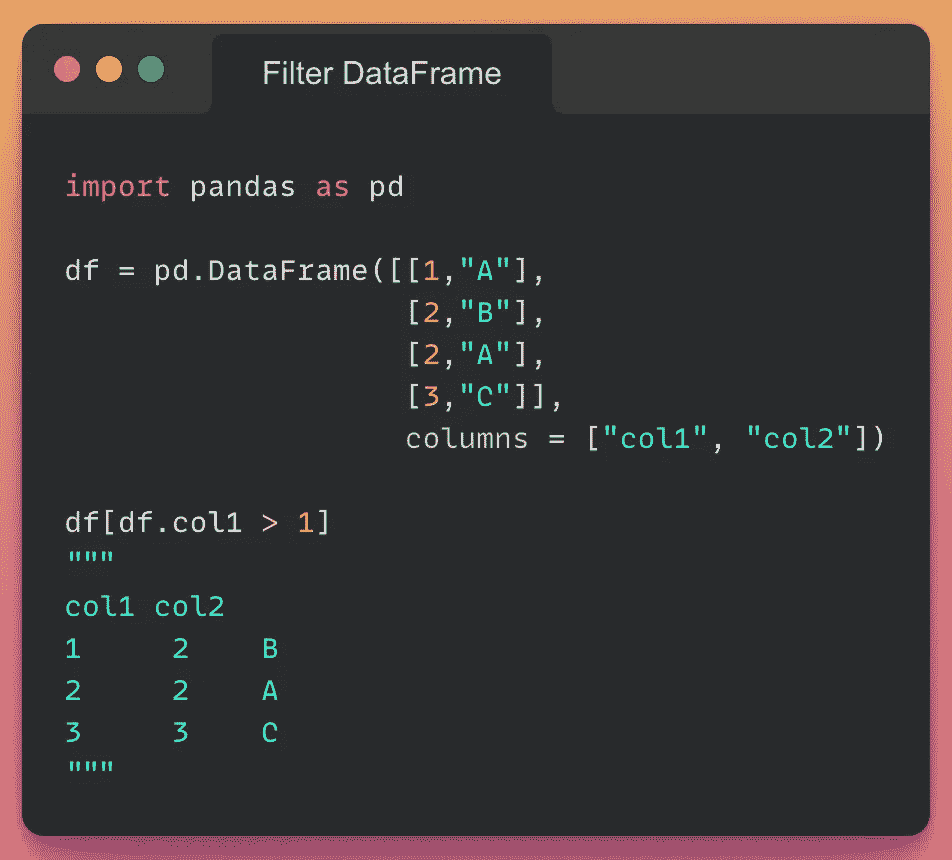 Filter DataFrame
import pandas as pd
df = pd.DataFrame([[1,"A"],
[2,"B"],
[2,"A"],
[3,"C"]],
columns = ["col1", "col2"])
df[df.col1 > 1]
"""
col1 col2
1 2 B
2 2 A
3 3 C
"""